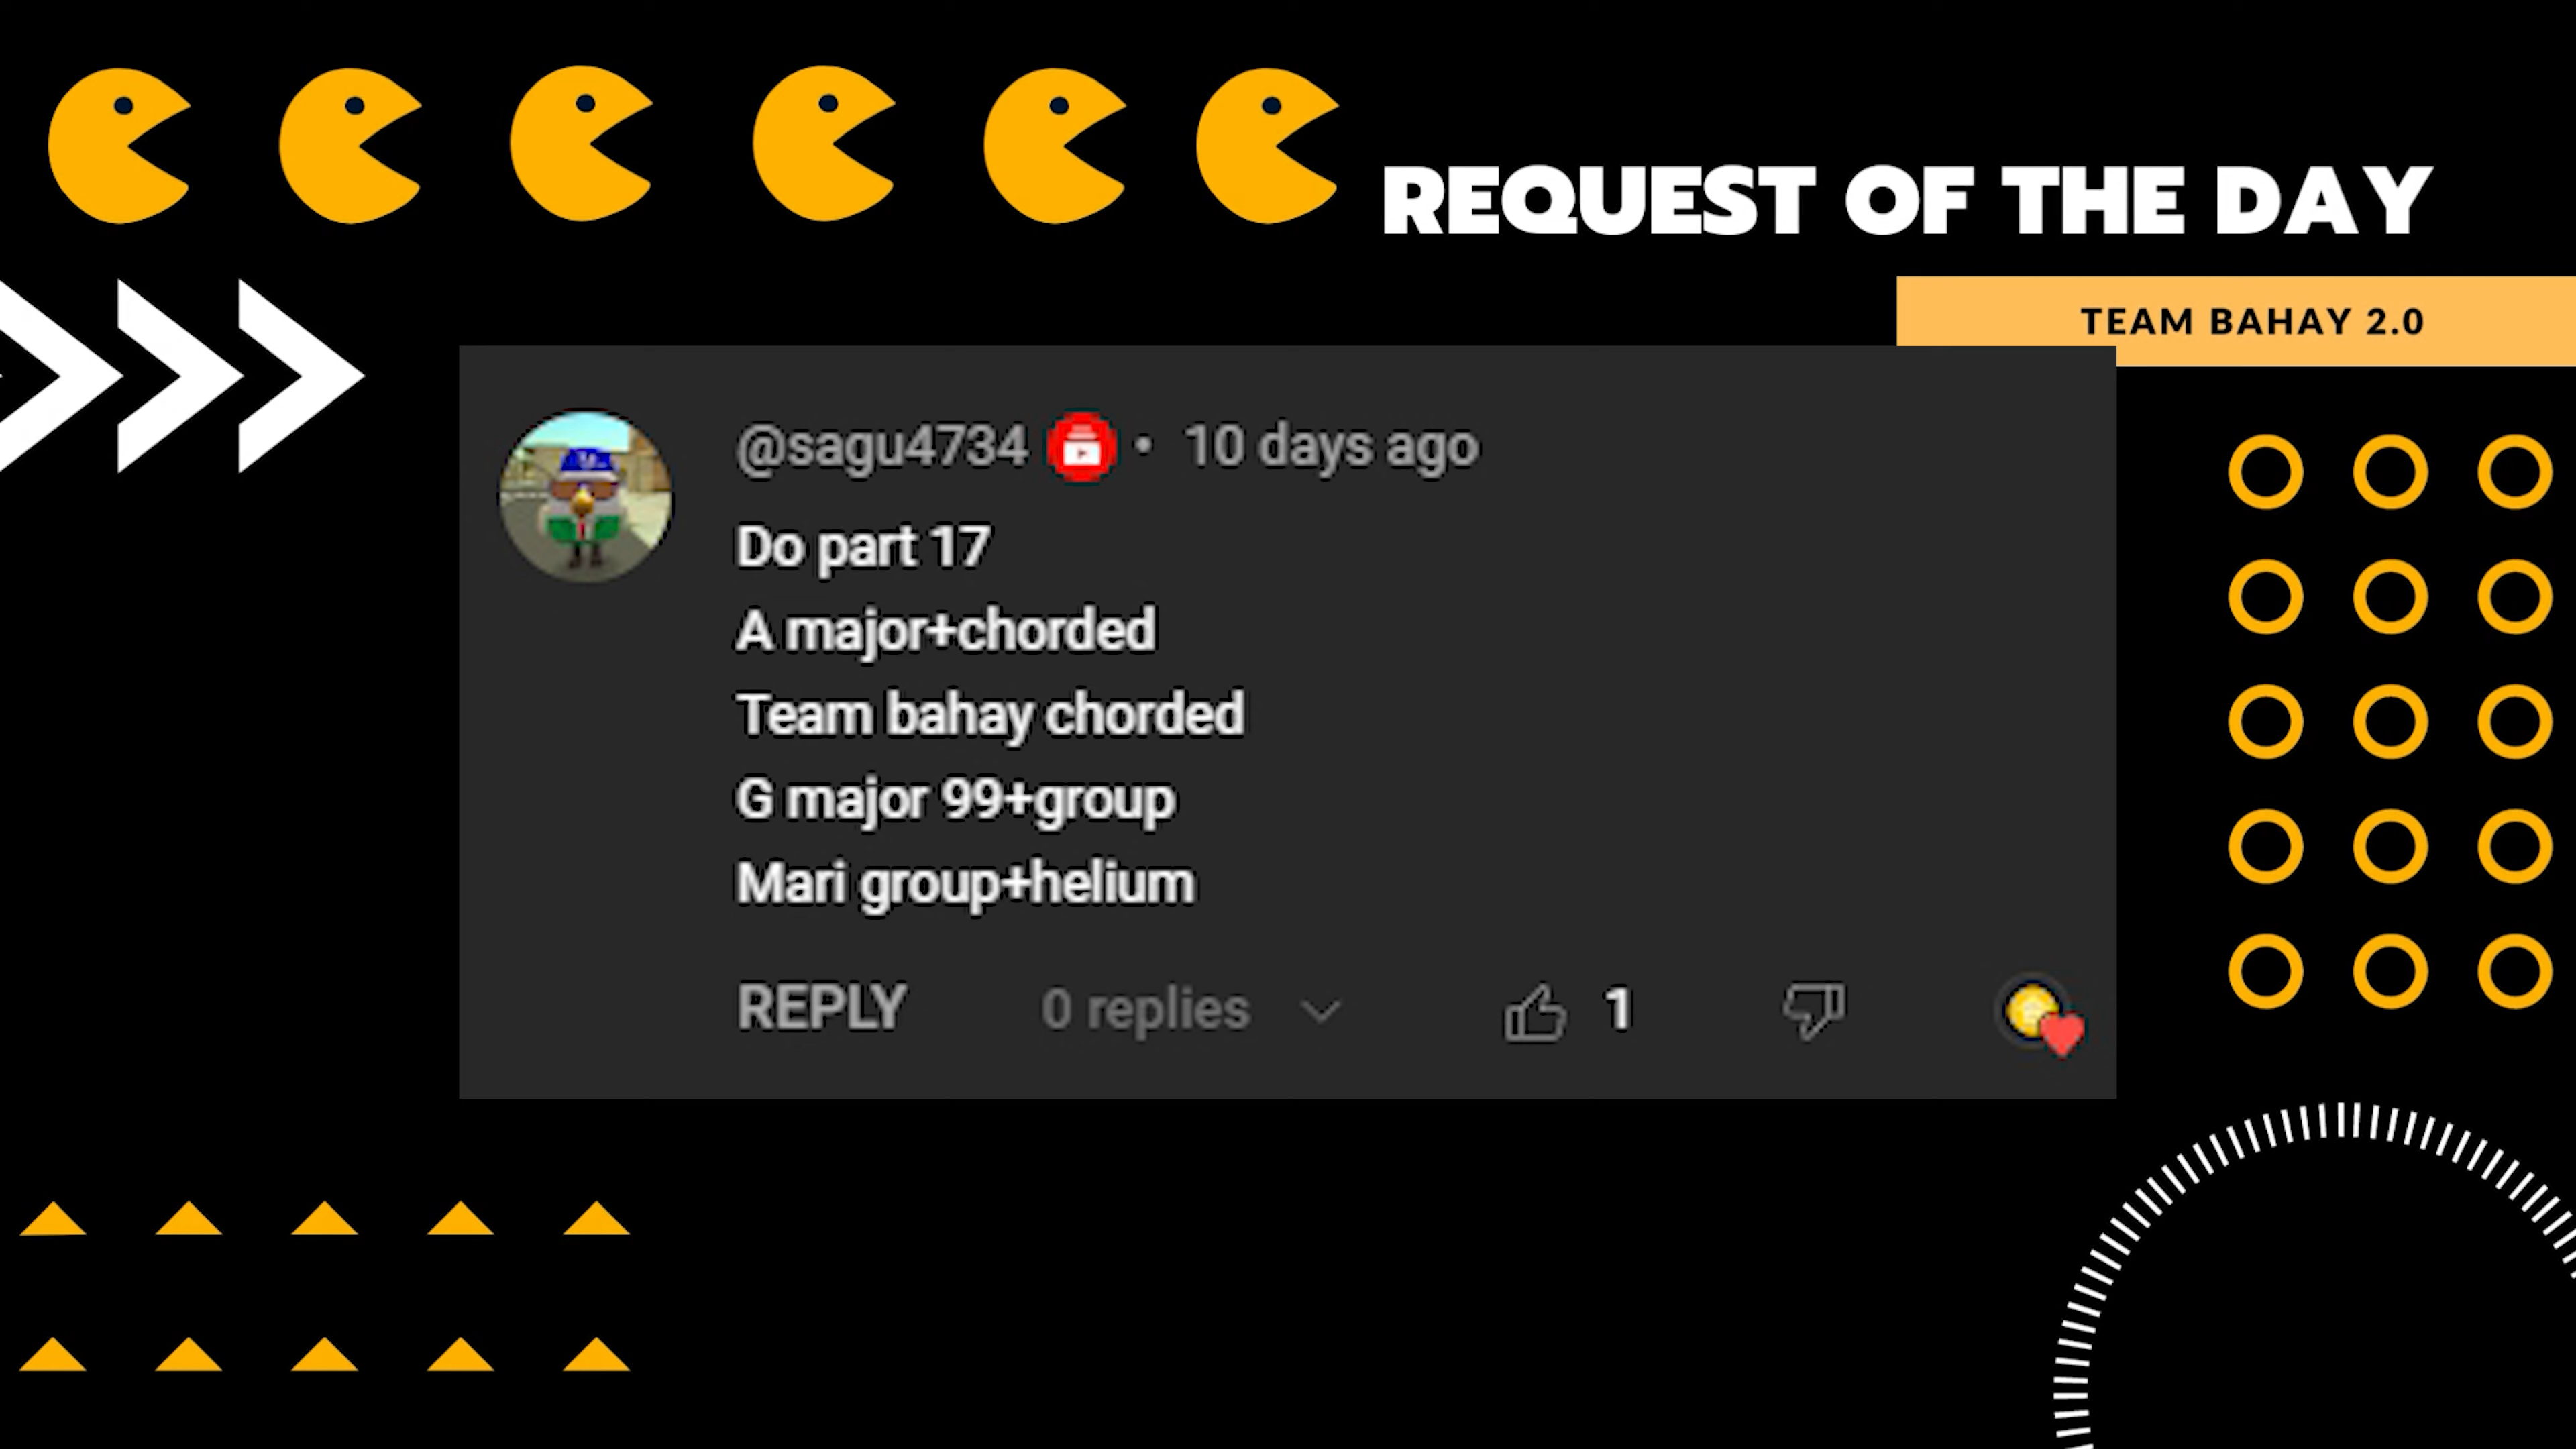 REQUEST OF THE DAY
TEAM BAHAY 2.0
@sagu4734 • 10 days ago
Do part 17
A major+chorded
Team bahay chorded
G major 99+group
Mari group+helium
REPLY 0 replies 1